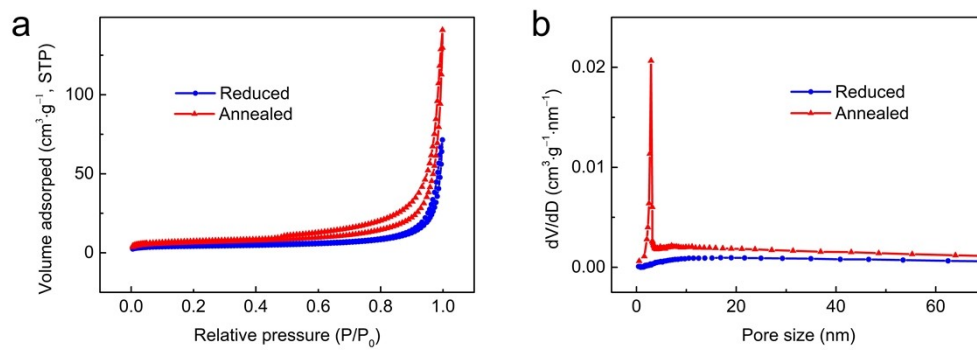 a
Volume adsorped (cm³·g⁻¹, STP)
100
50
0
Reduced
Annealed
0.0 0.2 0.4 0.6 0.8 1.0
Relative pressure (P/P₀)
b
dV/dD (cm³·g⁻¹·nm⁻¹)
0.02
0.01
0.00
Reduced
Annealed
0 20 40 60
Pore size (nm)